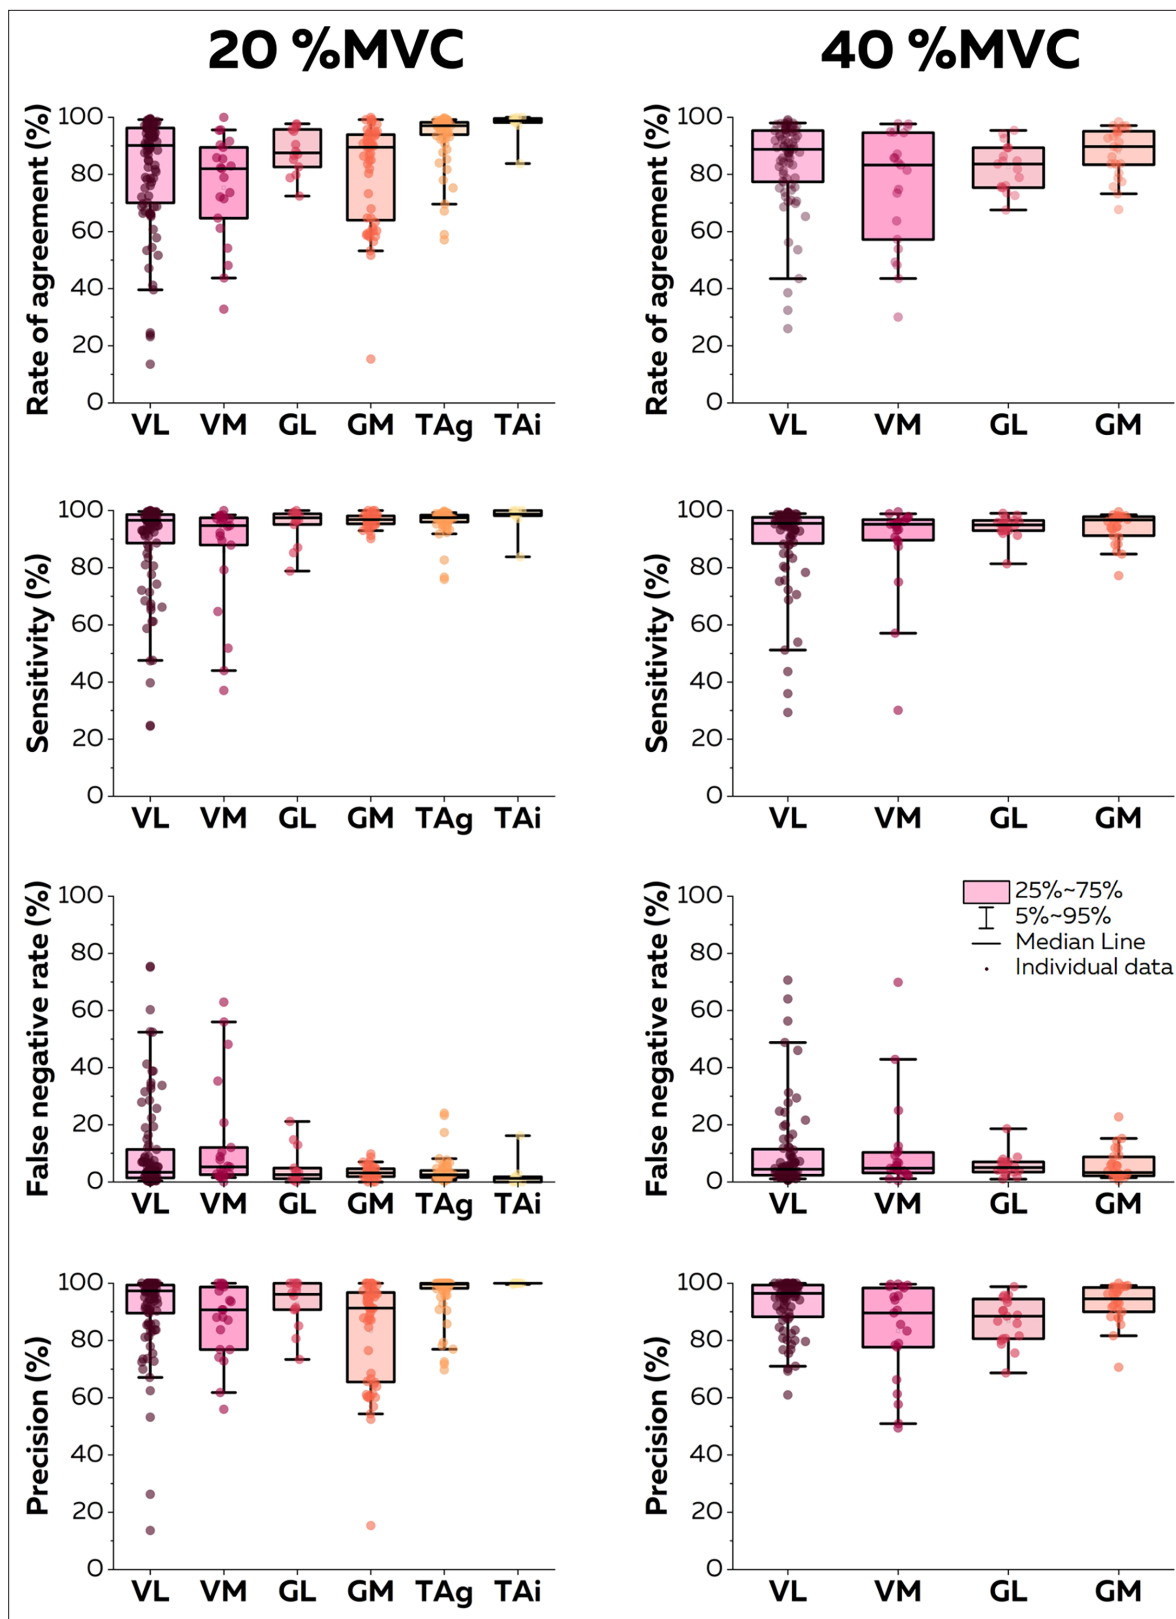 20 %MVC
40 %MVC
Rate of agreement (%)
100
80
60
40
20
0
VL VM GL GM TAg TAi
Rate of agreement (%)
100
80
60
40
20
0
VL VM GL GM
Sensitivity (%)
100
80
60
40
20
0
VL VM GL GM TAg TAi
Sensitivity (%)
100
80
60
40
20
0
VL VM GL GM
False negative rate (%)
100
80
60
40
20
0
VL VM GL GM TAg TAi
False negative rate (%)
100
80
60
40
20
0
VL VM GL GM
25%~75%
5%~95%
Median Line
Individual data
Precision (%)
100
80
60
40
20
0
VL VM GL GM TAg TAi
Precision (%)
100
80
60
40
20
0
VL VM GL GM